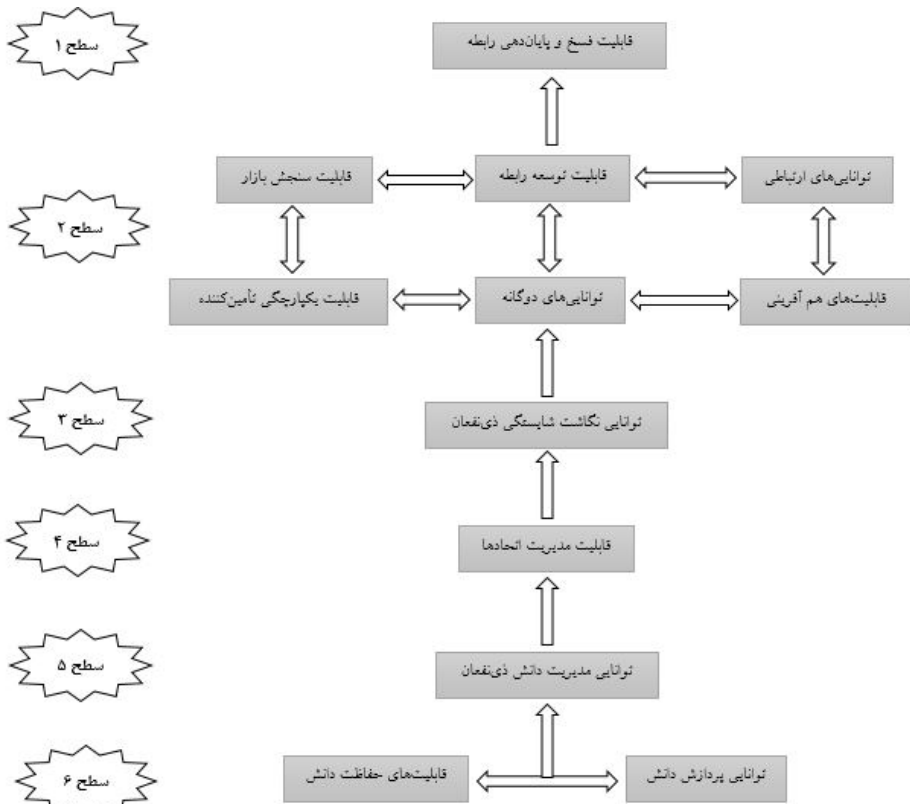 سطح ۱
قابلیت فسخ و پایان‌دهی رابطه
توانایی‌های ارتباطی
قابلیت توسعه رابطه
قابلیت سنجش بازار
سطح ۲
قابلیت‌های هم آفرینی
توانایی‌های دوگانه
قابلیت یکپارچگی تأمین‌کننده
سطح ۳
توانایی نگاشت شایستگی ذی‌نفعان
سطح ۴
قابلیت مدیریت اتحادها
سطح ۵
توانایی مدیریت دانش ذی‌نفعان
سطح ۶
توانایی پردازش دانش
قابلیت‌های حفاظت دانش